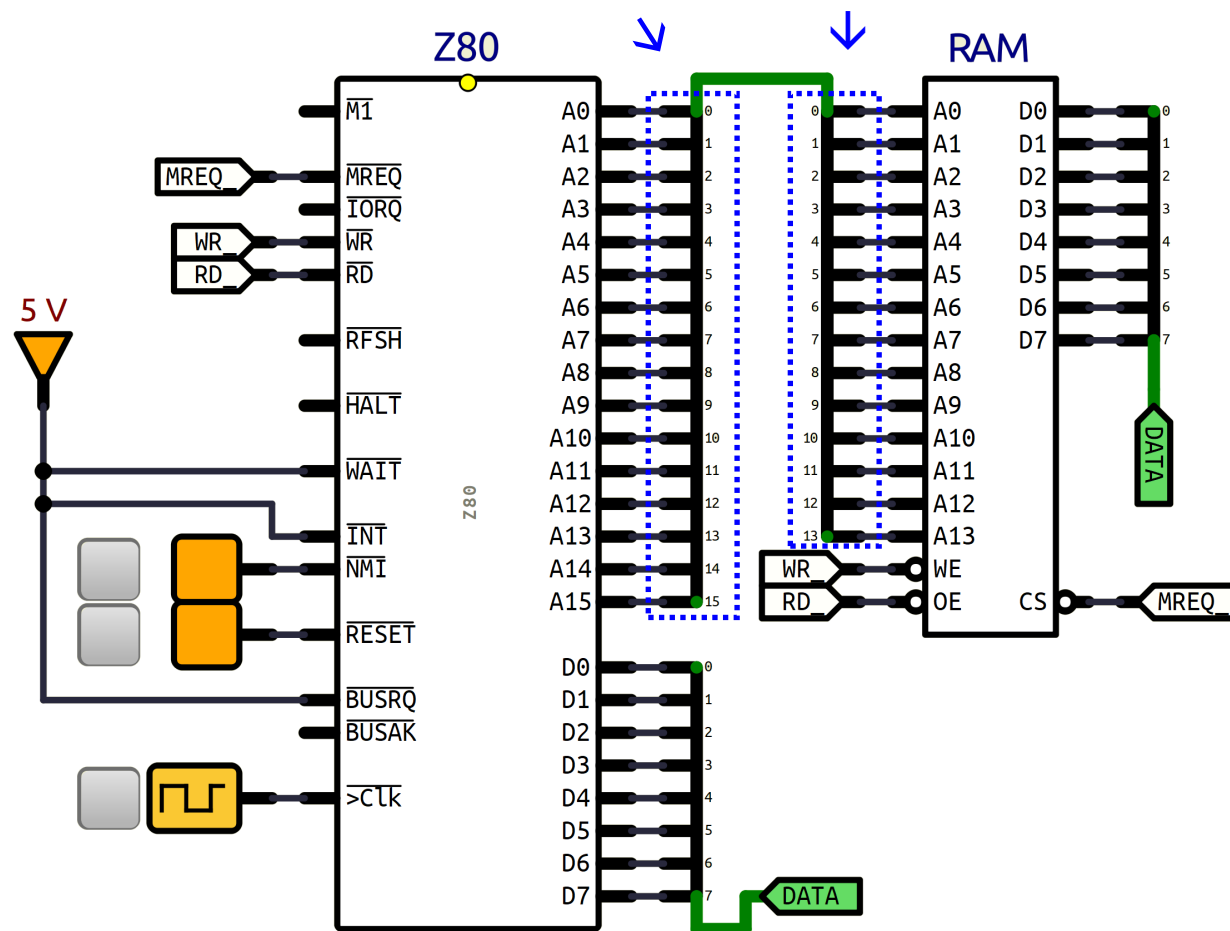 Z80
RAM
M1
MREQ_
MREQ
IORQ
WR_
WR
RD_
RD
5 V
RFSH
HALT
WAIT
INT
NMI
RESET
BUSRQ
BUSAK
>Clk
Z80
A0
A1
A2
A3
A4
A5
A6
A7
A8
A9
A10
A11
A12
A13
A14
A15
D0
D1
D2
D3
D4
D5
D6
D7
0
1
2
3
4
5
6
7
8
9
10
11
12
13
14
15
0
1
2
3
4
5
6
7
DATA
0
1
2
3
4
5
6
7
8
9
10
11
12
13
WR_
RD_
A0
A1
A2
A3
A4
A5
A6
A7
A8
A9
A10
A11
A12
A13
WE
OE
D0
D1
D2
D3
D4
D5
D6
D7
CS
0
1
2
3
4
5
6
7
DATA
MREQ_